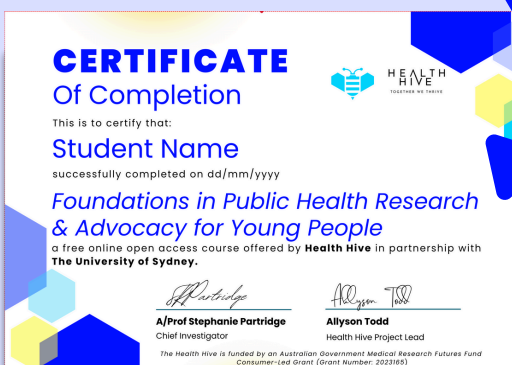 CERTIFICATE
Of Completion
HEALTH
HIVE
TOGETHER WE THRIVE
This is to certify that:
Student Name
successfully completed on dd/mm/yyyy
Foundations in Public Health Research
& Advocacy for Young People
a free online open access course offered by Health Hive in partnership with
The University of Sydney.
SRPartridge
Allyson Todd
A/Prof Stephanie Partridge
Chief Investigator
Allyson Todd
Health Hive Project Lead
The Health Hive is funded by an Australian Government Medical Research Futures Fund
Consumer-Led Grant (Grant Number: 2023165)